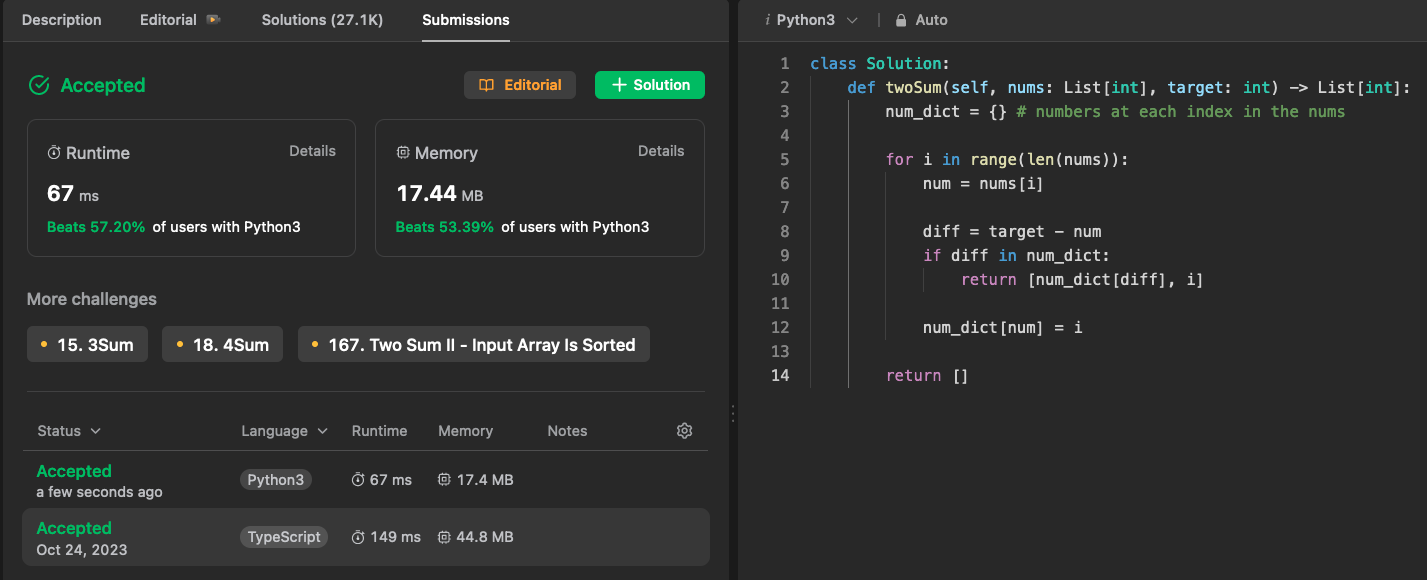 Description Editorial Solutions (27.1K) Submissions
Accepted Editorial + Solution
Runtime Details
67 ms
Beats 57.20% of users with Python3
Memory Details
17.44 MB
Beats 53.39% of users with Python3
More challenges
15. 3Sum 18. 4Sum 167. Two Sum II - Input Array Is Sorted
Status Language Runtime Memory Notes
Accepted
a few seconds ago
Python3 67 ms 17.4 MB
Accepted
Oct 24, 2023
TypeScript 149 ms 44.8 MB
i Python3 | Auto
1 class Solution:
2     def twoSum(self, nums: List[int], target: int) -> List[int]:
3         num_dict = {} # numbers at each index in the nums
4
5         for i in range(len(nums)):
6             num = nums[i]
7
8             diff = target - num
9             if diff in num_dict:
10                 return [num_dict[diff], i]
11
12             num_dict[num] = i
13
14         return []